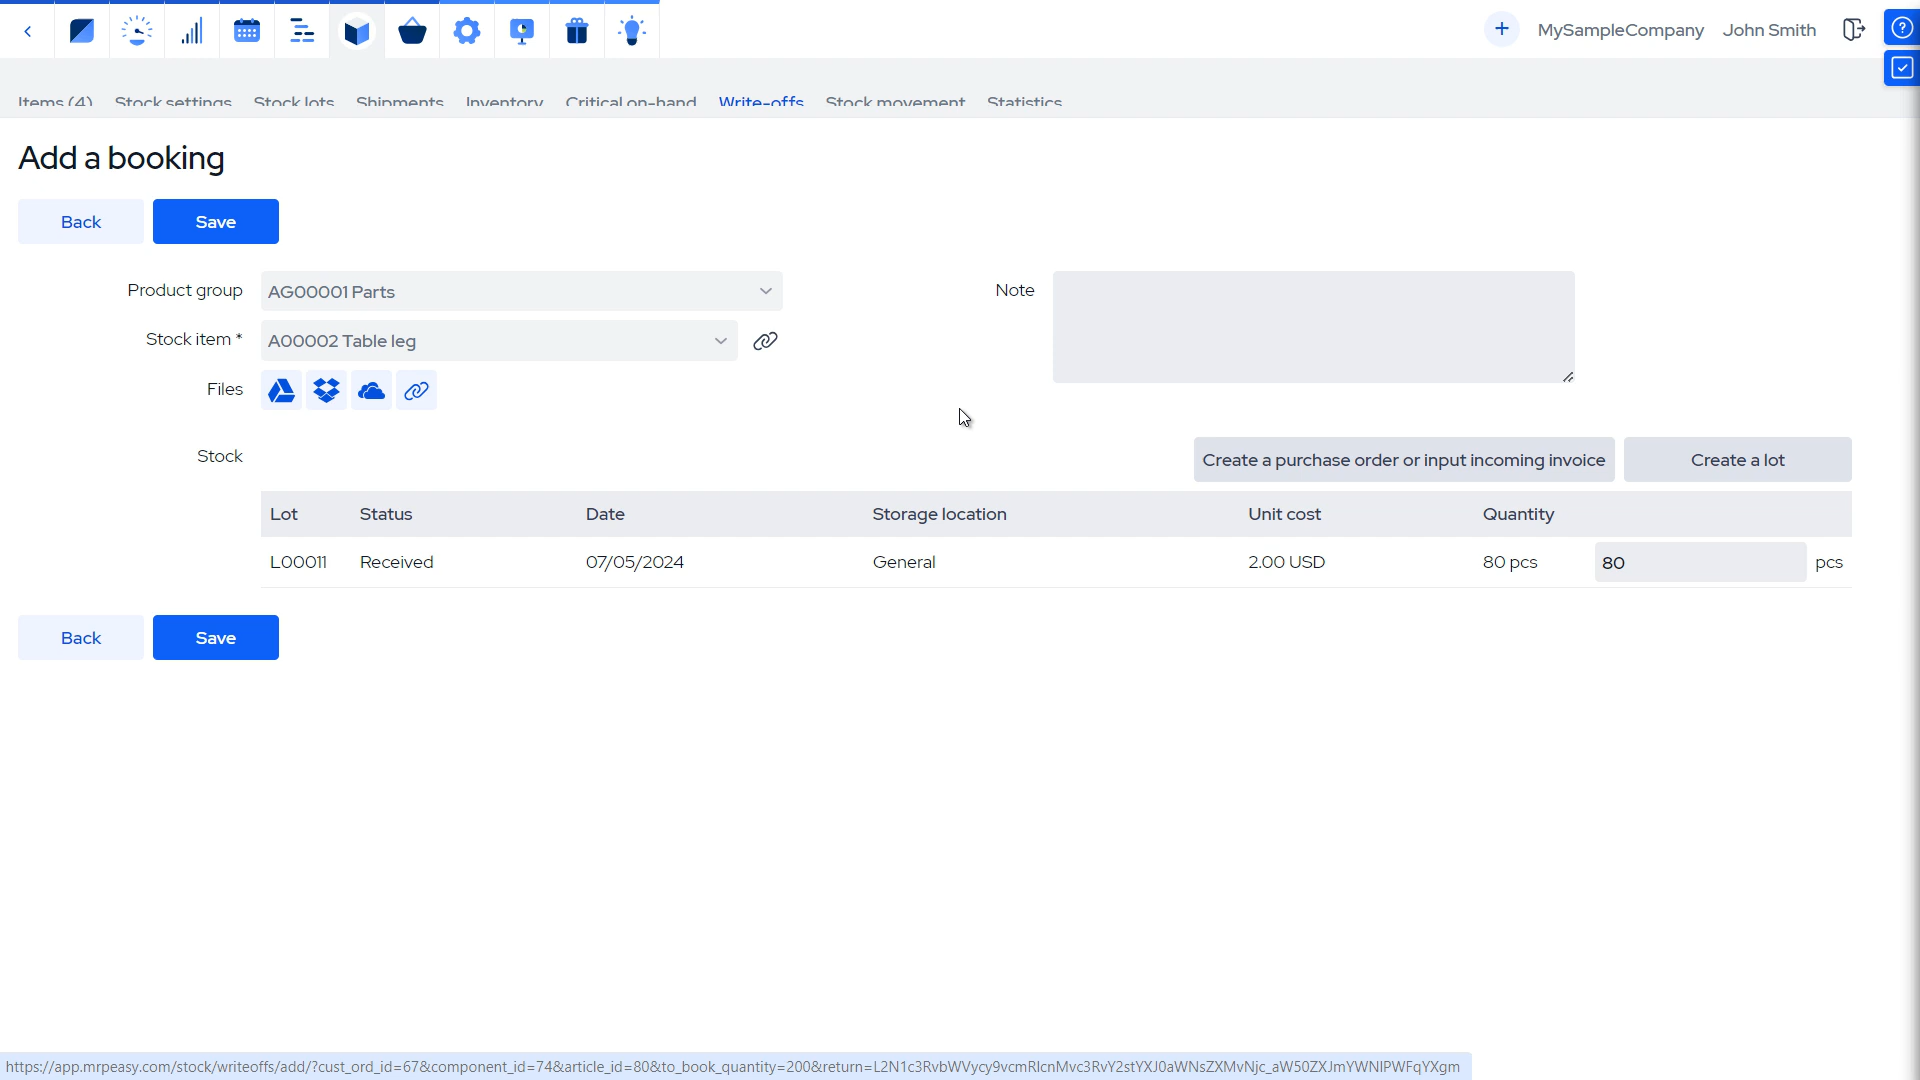 MySampleCompany John Smith
Items (4) Stock settings Stock lots Shipments Inventory Critical on-hand Write-offs Stock movement Statistics
Add a booking
Back Save
Product group AG00001 Parts Note
Stock item * A00002 Table leg
Files
Stock Create a purchase order or input incoming invoice Create a lot
Lot Status Date Storage location Unit cost Quantity
L00011 Received 07/05/2024 General 2.00 USD 80 pcs 80 pcs
Back Save
https://app.mrpeasy.com/stock/writeoffs/add/?cust_ord_id=67&component_id=74&article_id=80&to_book_quantity=200&return=